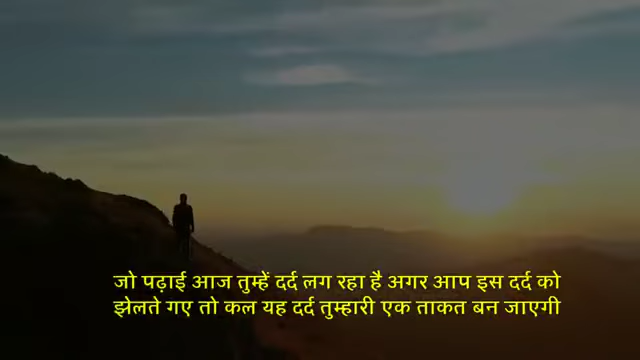 जो पढ़ाई आज तुम्हें दर्द लग रहा है अगर आप इस दर्द को
झेलते गए तो कल यह दर्द तुम्हारी एक ताकत बन जाएगी